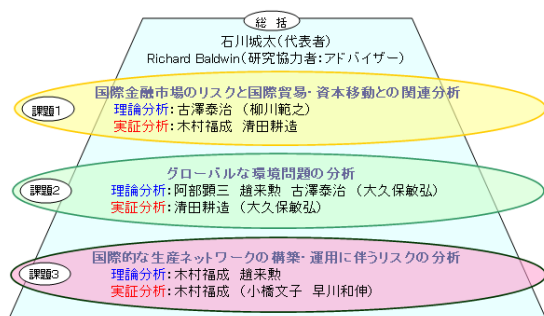 総 括
石川城太(代表者)
Richard Baldwin(研究協力者:アドバイザー)
国際金融市場のリスクと国際貿易・資本移動との関連分析
課題1
理論分析:古澤泰治 (柳川範之)
実証分析:木村福成 清田耕造
グローバルな環境問題の分析
課題2
理論分析:阿部顕三 趙来勲 古澤泰治 (大久保敏弘)
実証分析:清田耕造 (大久保敏弘)
国際的な生産ネットワークの構築・運用に伴うリスクの分析
課題3
理論分析:木村福成 趙来勲
実証分析:木村福成 (小橋文子 早川和伸)